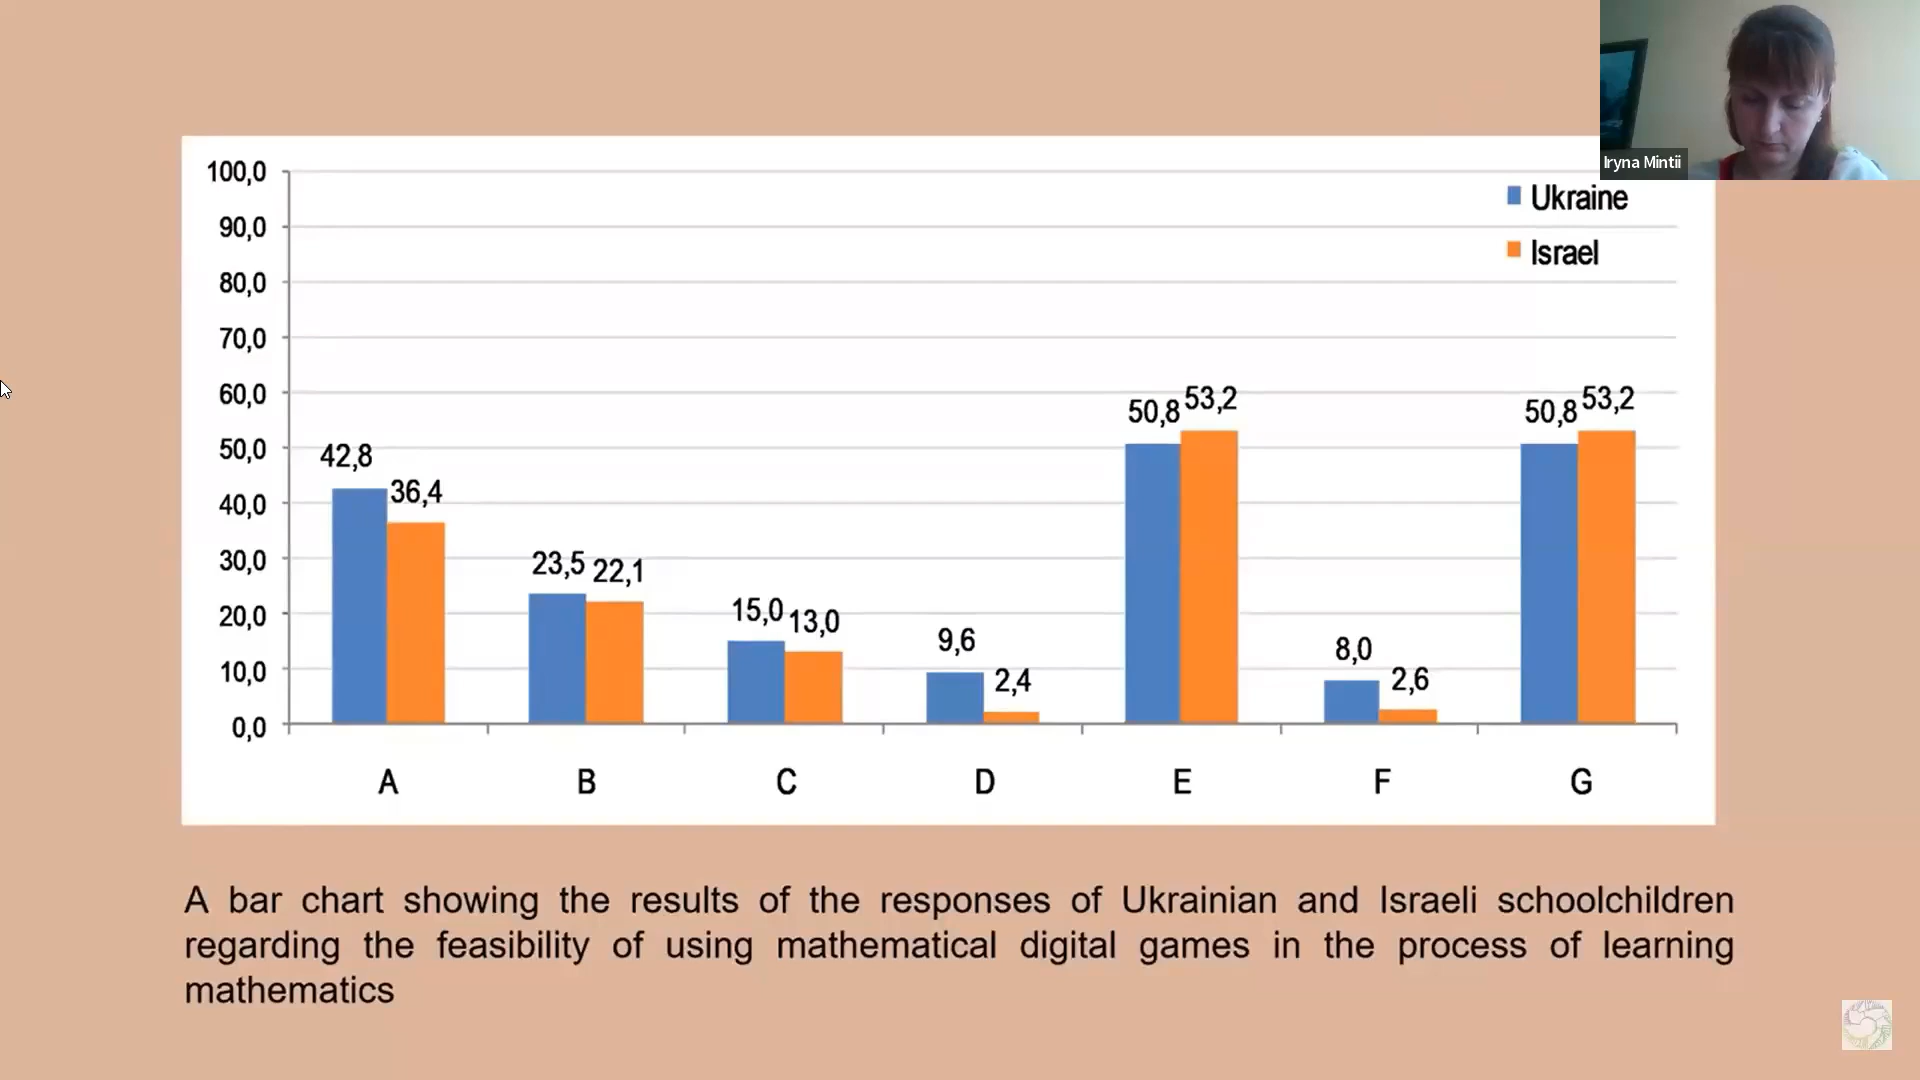 Iryna Mintii
100,0
90,0
80,0
70,0
60,0
50,0
40,0
30,0
20,0
10,0
0,0
Ukraine
Israel
42,8 36,4
23,5 22,1
15,0 13,0
9,6 2,4
50,8 53,2
8,0 2,6
50,8 53,2
A B C D E F G
A bar chart showing the results of the responses of Ukrainian and Israeli schoolchildren
regarding the feasibility of using mathematical digital games in the process of learning
mathematics